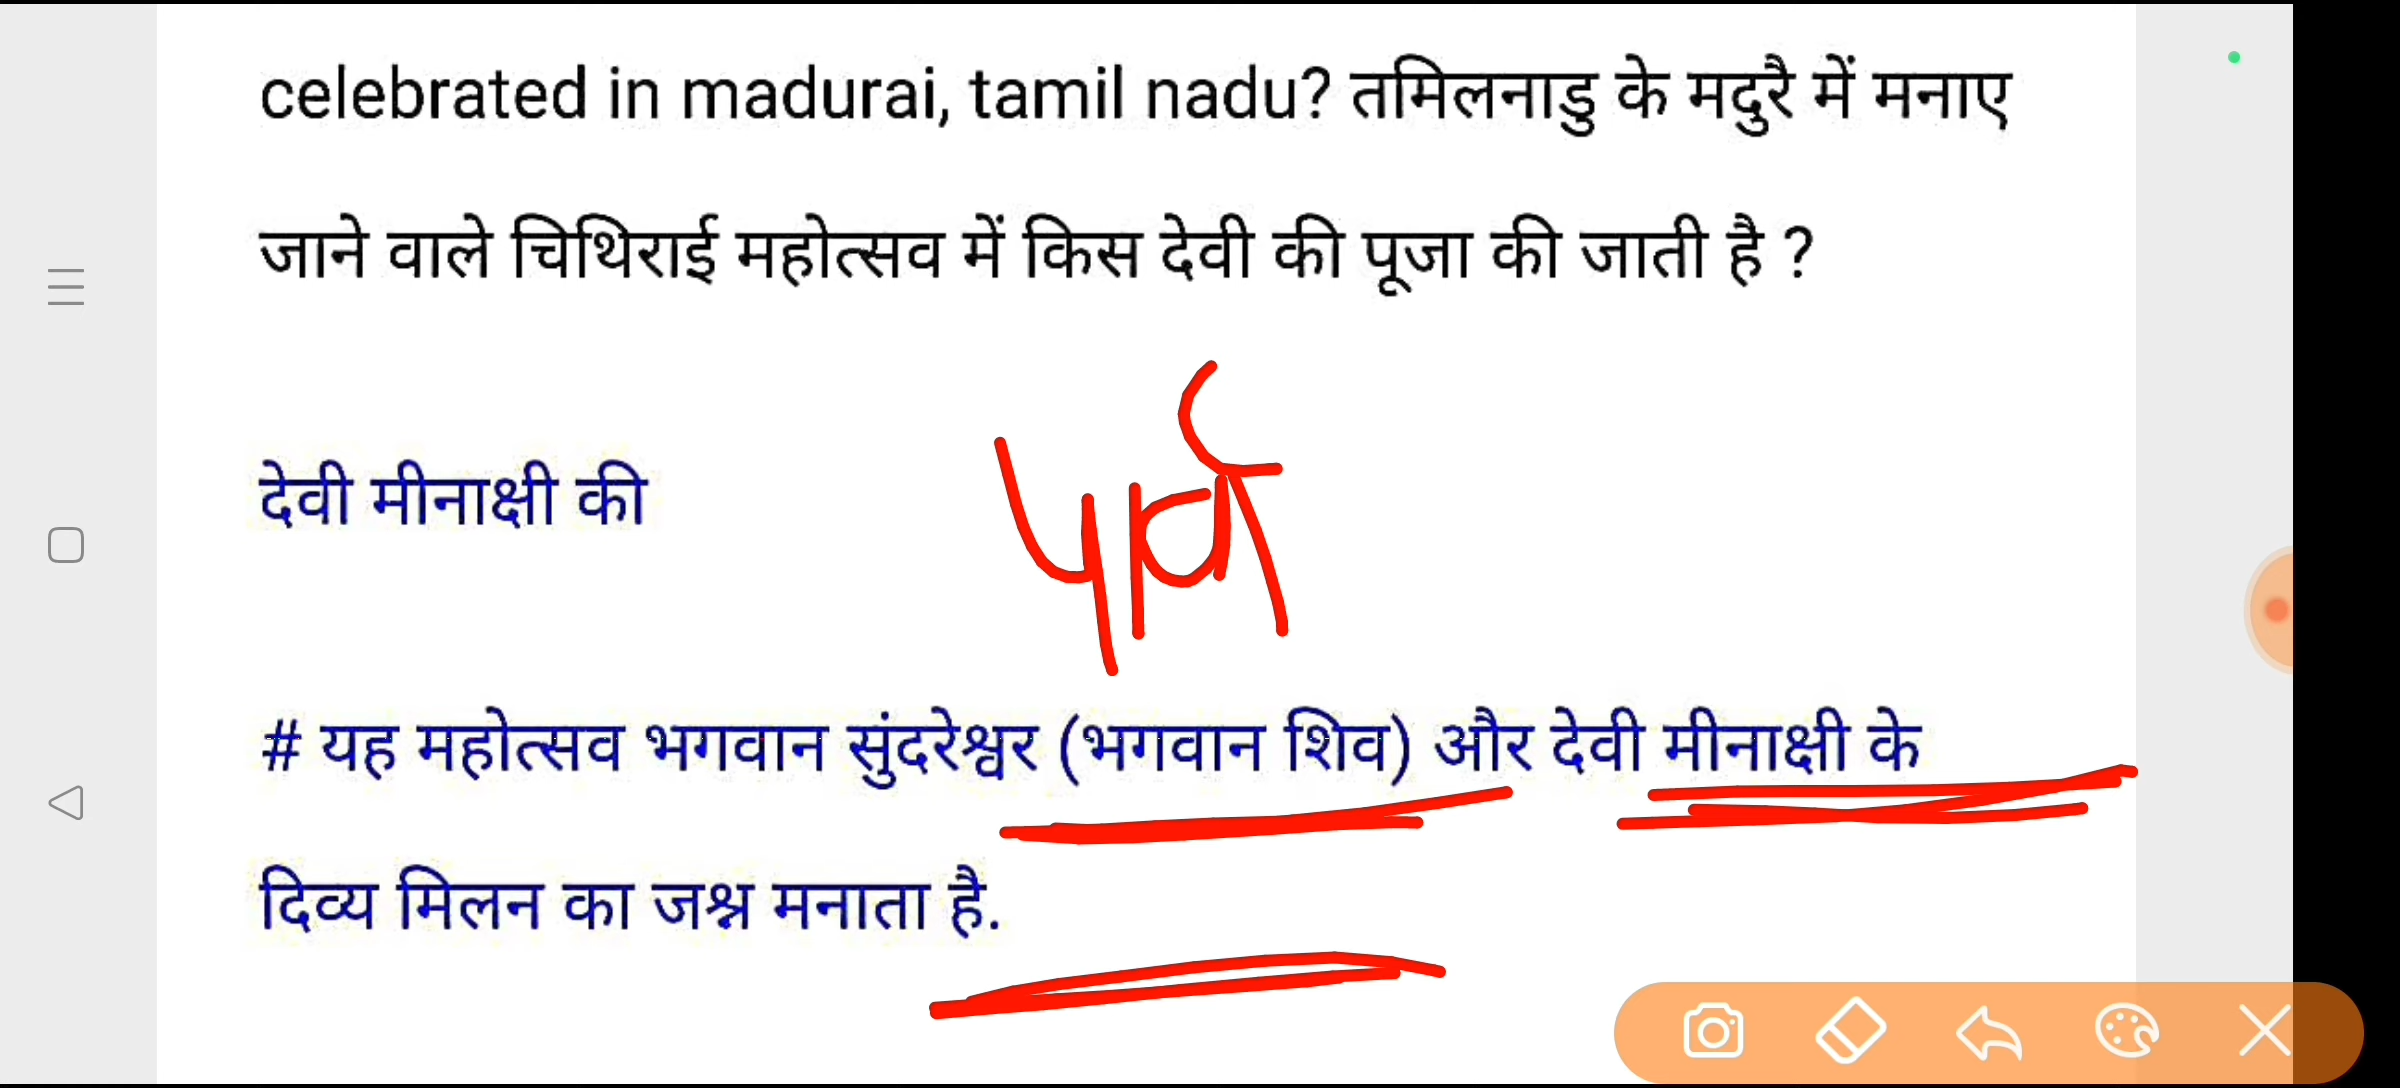 celebrated in madurai, tamil nadu? तमिलनाडु के मदुरै में मनाए
जाने वाले चिथिराई महोत्सव में किस देवी की पूजा की जाती है ?
देवी मीनाक्षी की
# यह महोत्सव भगवान सुंदरेश्वर (भगवान शिव) और देवी मीनाक्षी के
दिव्य मिलन का जश्न मनाता है.